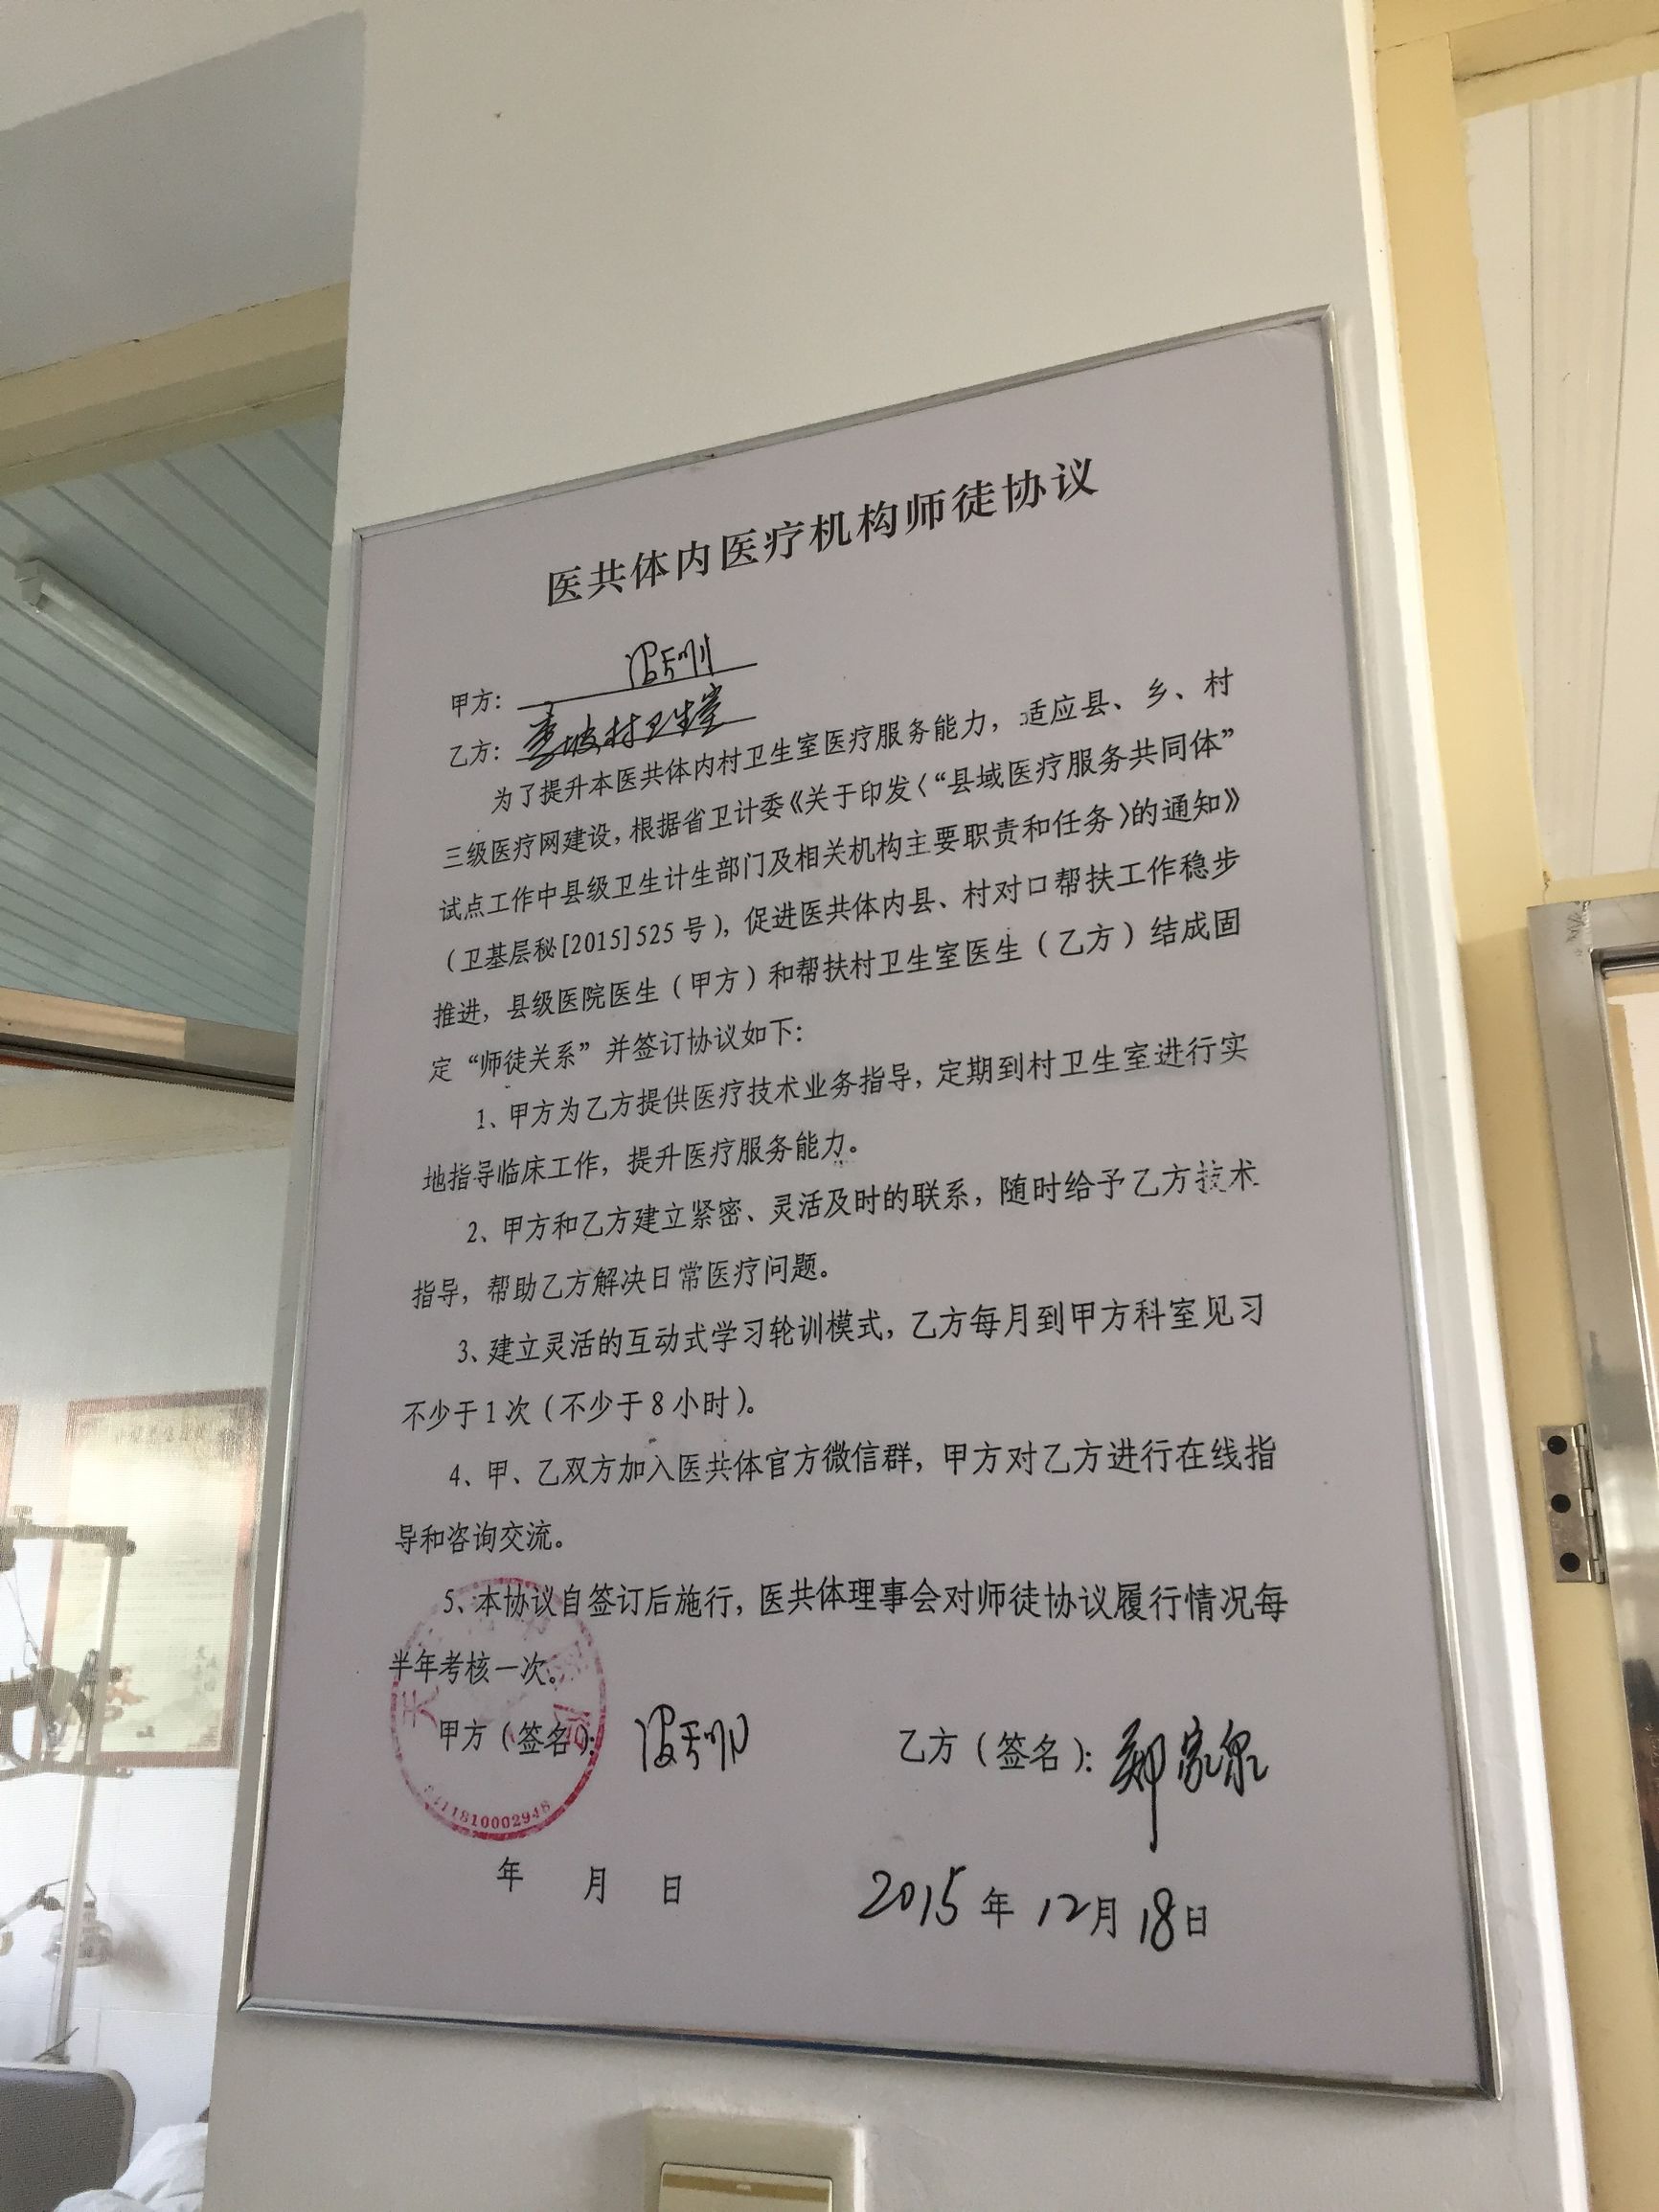 医共体内医疗机构师徒协议
甲方：
乙方：村卫生室
为了提升本医共体内村卫生室医疗服务能力，适应县、乡、村
三级医疗网建设，根据省卫计委《关于印发〈“县域医疗服务共同体”
试点工作中县级卫生计生部门及相关机构主要职责和任务〉的通知》
（卫基层秘[2015]525号），促进医共体内县、村对口帮扶工作稳步
推进，县级医院医生（甲方）和帮扶村卫生室医生（乙方）结成固
定“师徒关系”并签订协议如下：
1、甲方为乙方提供医疗技术业务指导，定期到村卫生室进行实
地指导临床工作，提升医疗服务能力。
2、甲方和乙方建立紧密、灵活及时的联系，随时给予乙方技术
指导，帮助乙方解决日常医疗问题。
3、建立灵活的互动式学习轮训模式，乙方每月到甲方科室见习
不少于1次（不少于8小时）。
4、甲、乙双方加入医共体官方微信群，甲方对乙方进行在线指
导和咨询交流。
5、本协议自签订后施行，医共体理事会对师徒协议履行情况每
半年考核一次。
甲方（签名）： 乙方（签名）：郑家泉
年 月 日 2015年12月18日